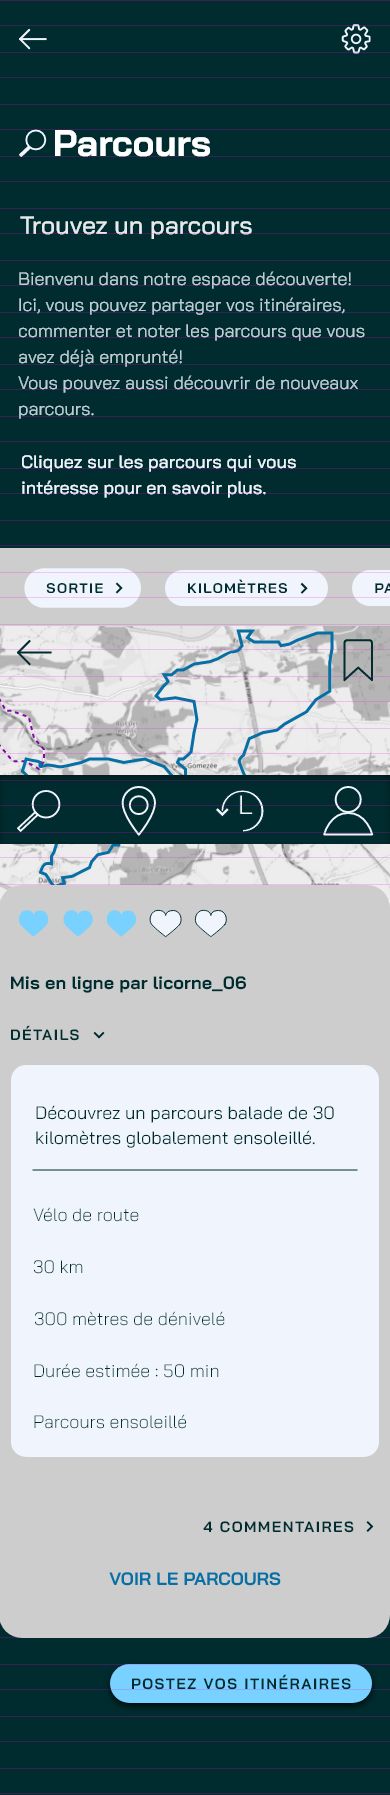 Parcours
Trouvez un parcours
Bienvenu dans notre espace découverte!
Ici, vous pouvez partager vos itinéraires,
commenter et noter les parcours que vous
avez déjà emprunté!
Vous pouvez aussi découvrir de nouveaux
parcours.
Cliquez sur les parcours qui vous
intéresse pour en savoir plus.
SORTIE
KILOMÈTRES
PA
Mis en ligne par licorne_06
DÉTAILS
Découvrez un parcours balade de 30
kilomètres globalement ensoleillé.
Vélo de route
30 km
300 mètres de dénivelé
Durée estimée : 50 min
Parcours ensoleillé
4 COMMENTAIRES
VOIR LE PARCOURS
POSTEZ VOS ITINÉRAIRES